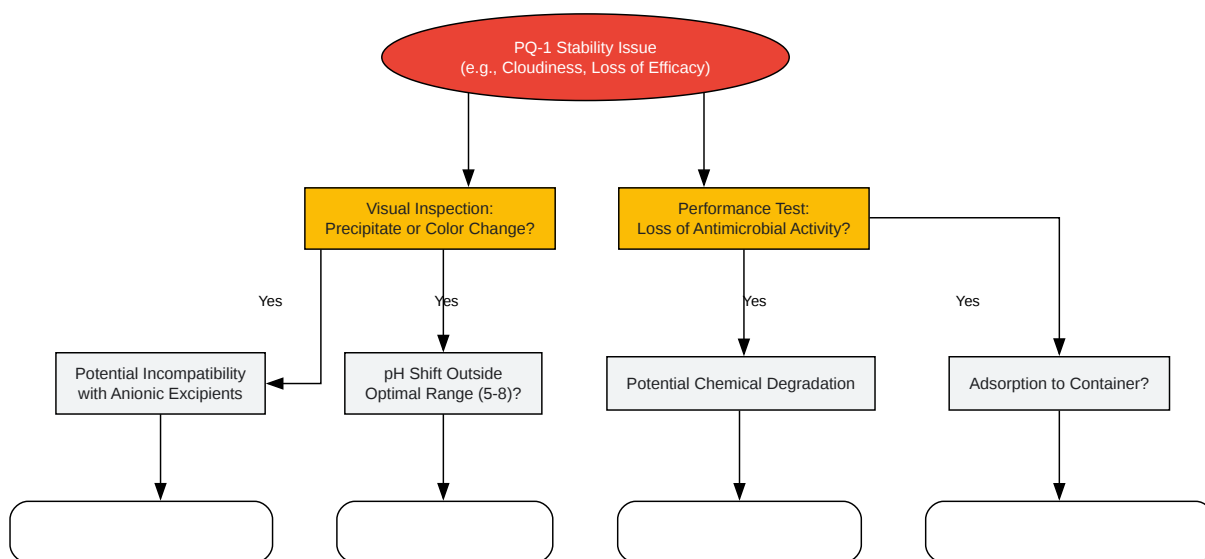 PQ-1 Stability Issue
(e.g., Cloudiness, Loss of Efficacy)
Visual Inspection:
Precipitate or Color Change?
Performance Test:
Loss of Antimicrobial Activity?
Yes
Yes
Yes
Yes
Potential Incompatibility
with Anionic Excipients
pH Shift Outside
Optimal Range (5-8)?
Potential Chemical Degradation
Adsorption to Container?